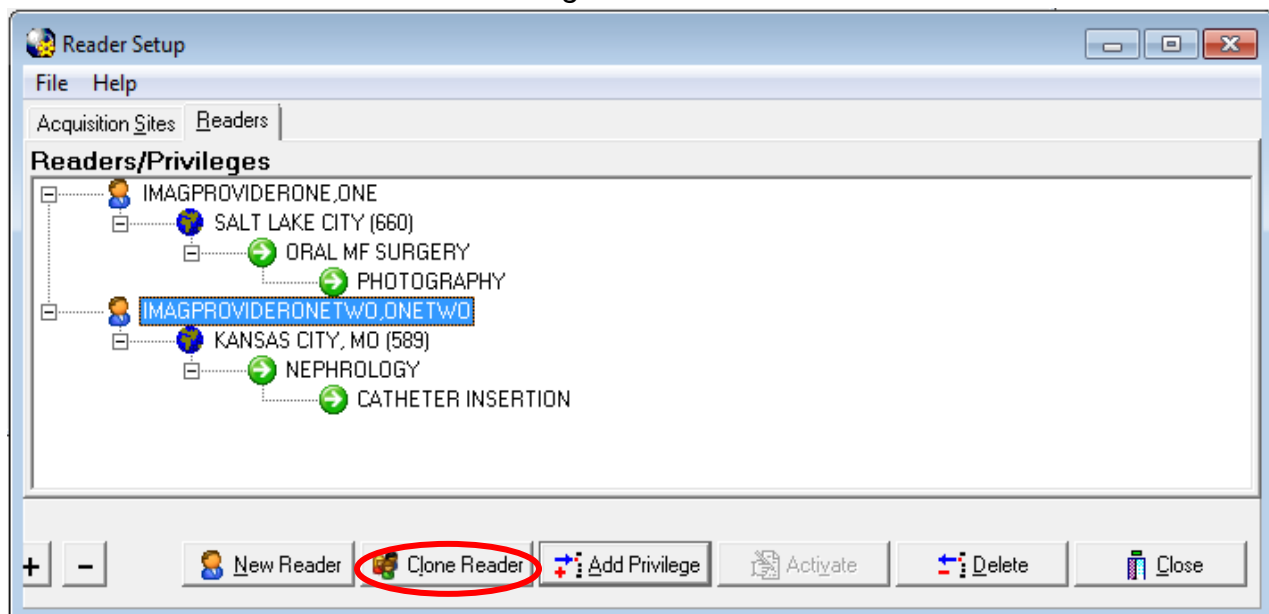 Reader Setup
File Help
Acquisition Sites Readers
Readers/Privileges
IMAGPROVIDERONE,ONE
SALT LAKE CITY (660)
ORAL MF SURGERY
PHOTOGRAPHY
IMAGPROVIDERONETWO,ONETWO
KANSAS CITY, MO (589)
NEPHROLOGY
CATHETER INSERTION
+ - New Reader Clone Reader Add Privilege Activate Delete Close